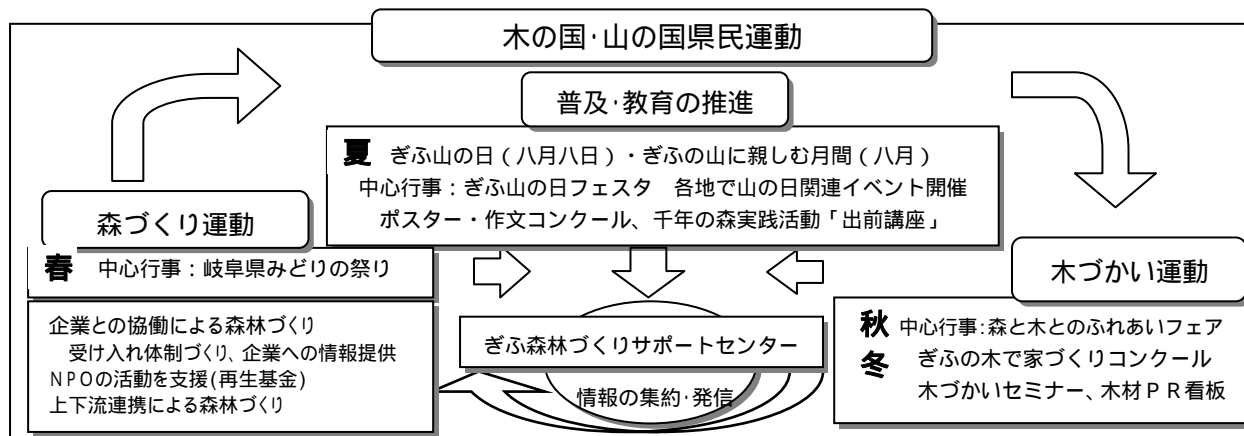 木の国･山の国県民運動
普及･教育の推進
夏 ぎふ山の日（八月八日）・ぎふの山に親しむ月間（八月）
中心行事：ぎふ山の日フェスタ 各地で山の日関連イベント開催
ポスター・作文コンクール、千年の森実践活動「出前講座」
森づくり運動
春 中心行事：岐阜県みどりの祭り
企業との協働による森林づくり
受け入れ体制づくり、企業への情報提供
NPOの活動を支援(再生基金)
上下流連携による森林づくり
ぎふ森林づくりサポートセンター
情報の集約･発信
木づかい運動
秋 中心行事:森と木とのふれあいフェア
冬 ぎふの木で家づくりコンクール
木づかいセミナー、木材ＰＲ看板